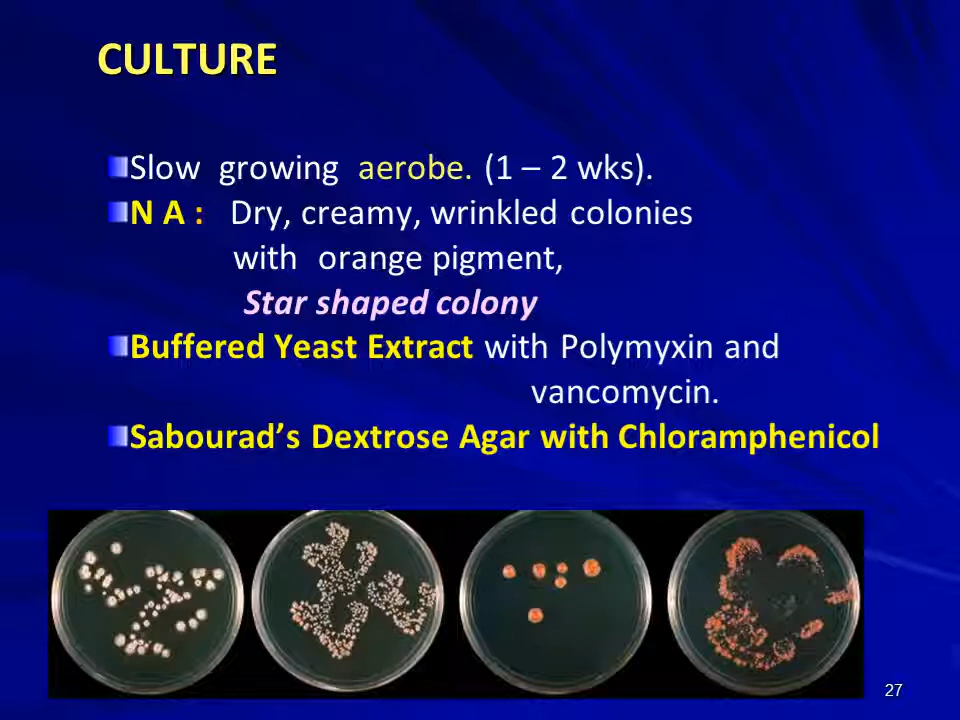 CULTURE
Slow growing aerobe. (1 – 2 wks).
N A : Dry, creamy, wrinkled colonies
with orange pigment,
Star shaped colony
Buffered Yeast Extract with Polymyxin and
vancomycin.
Sabourad’s Dextrose Agar with Chloramphenicol
27